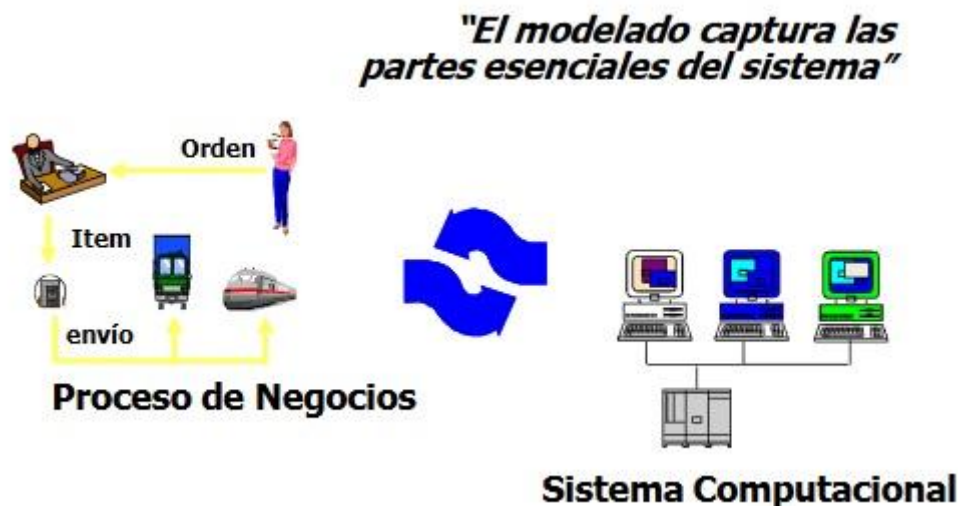 "El modelado captura las
partes esenciales del sistema"
Orden
Item
envío
Proceso de Negocios
Sistema Computacional